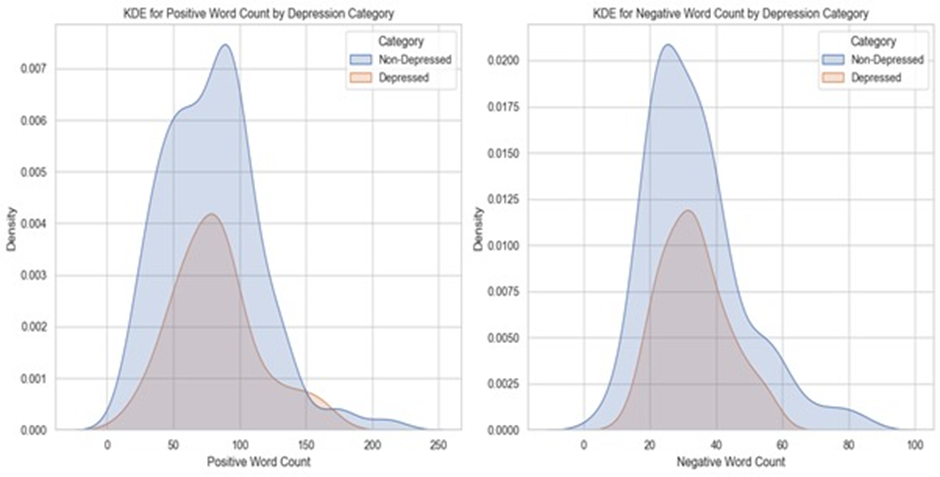 KDE for Positive Word Count by Depression Category
Category
Non-Depressed
Depressed
0.007
0.006
0.005
0.004
0.003
0.002
0.001
0.000
Density
0 50 100 150 200 250
Positive Word Count
KDE for Negative Word Count by Depression Category
Category
Non-Depressed
Depressed
0.0200
0.0175
0.0150
0.0125
0.0100
0.0075
0.0050
0.0025
0.0000
Density
0 20 40 60 80 100
Negative Word Count